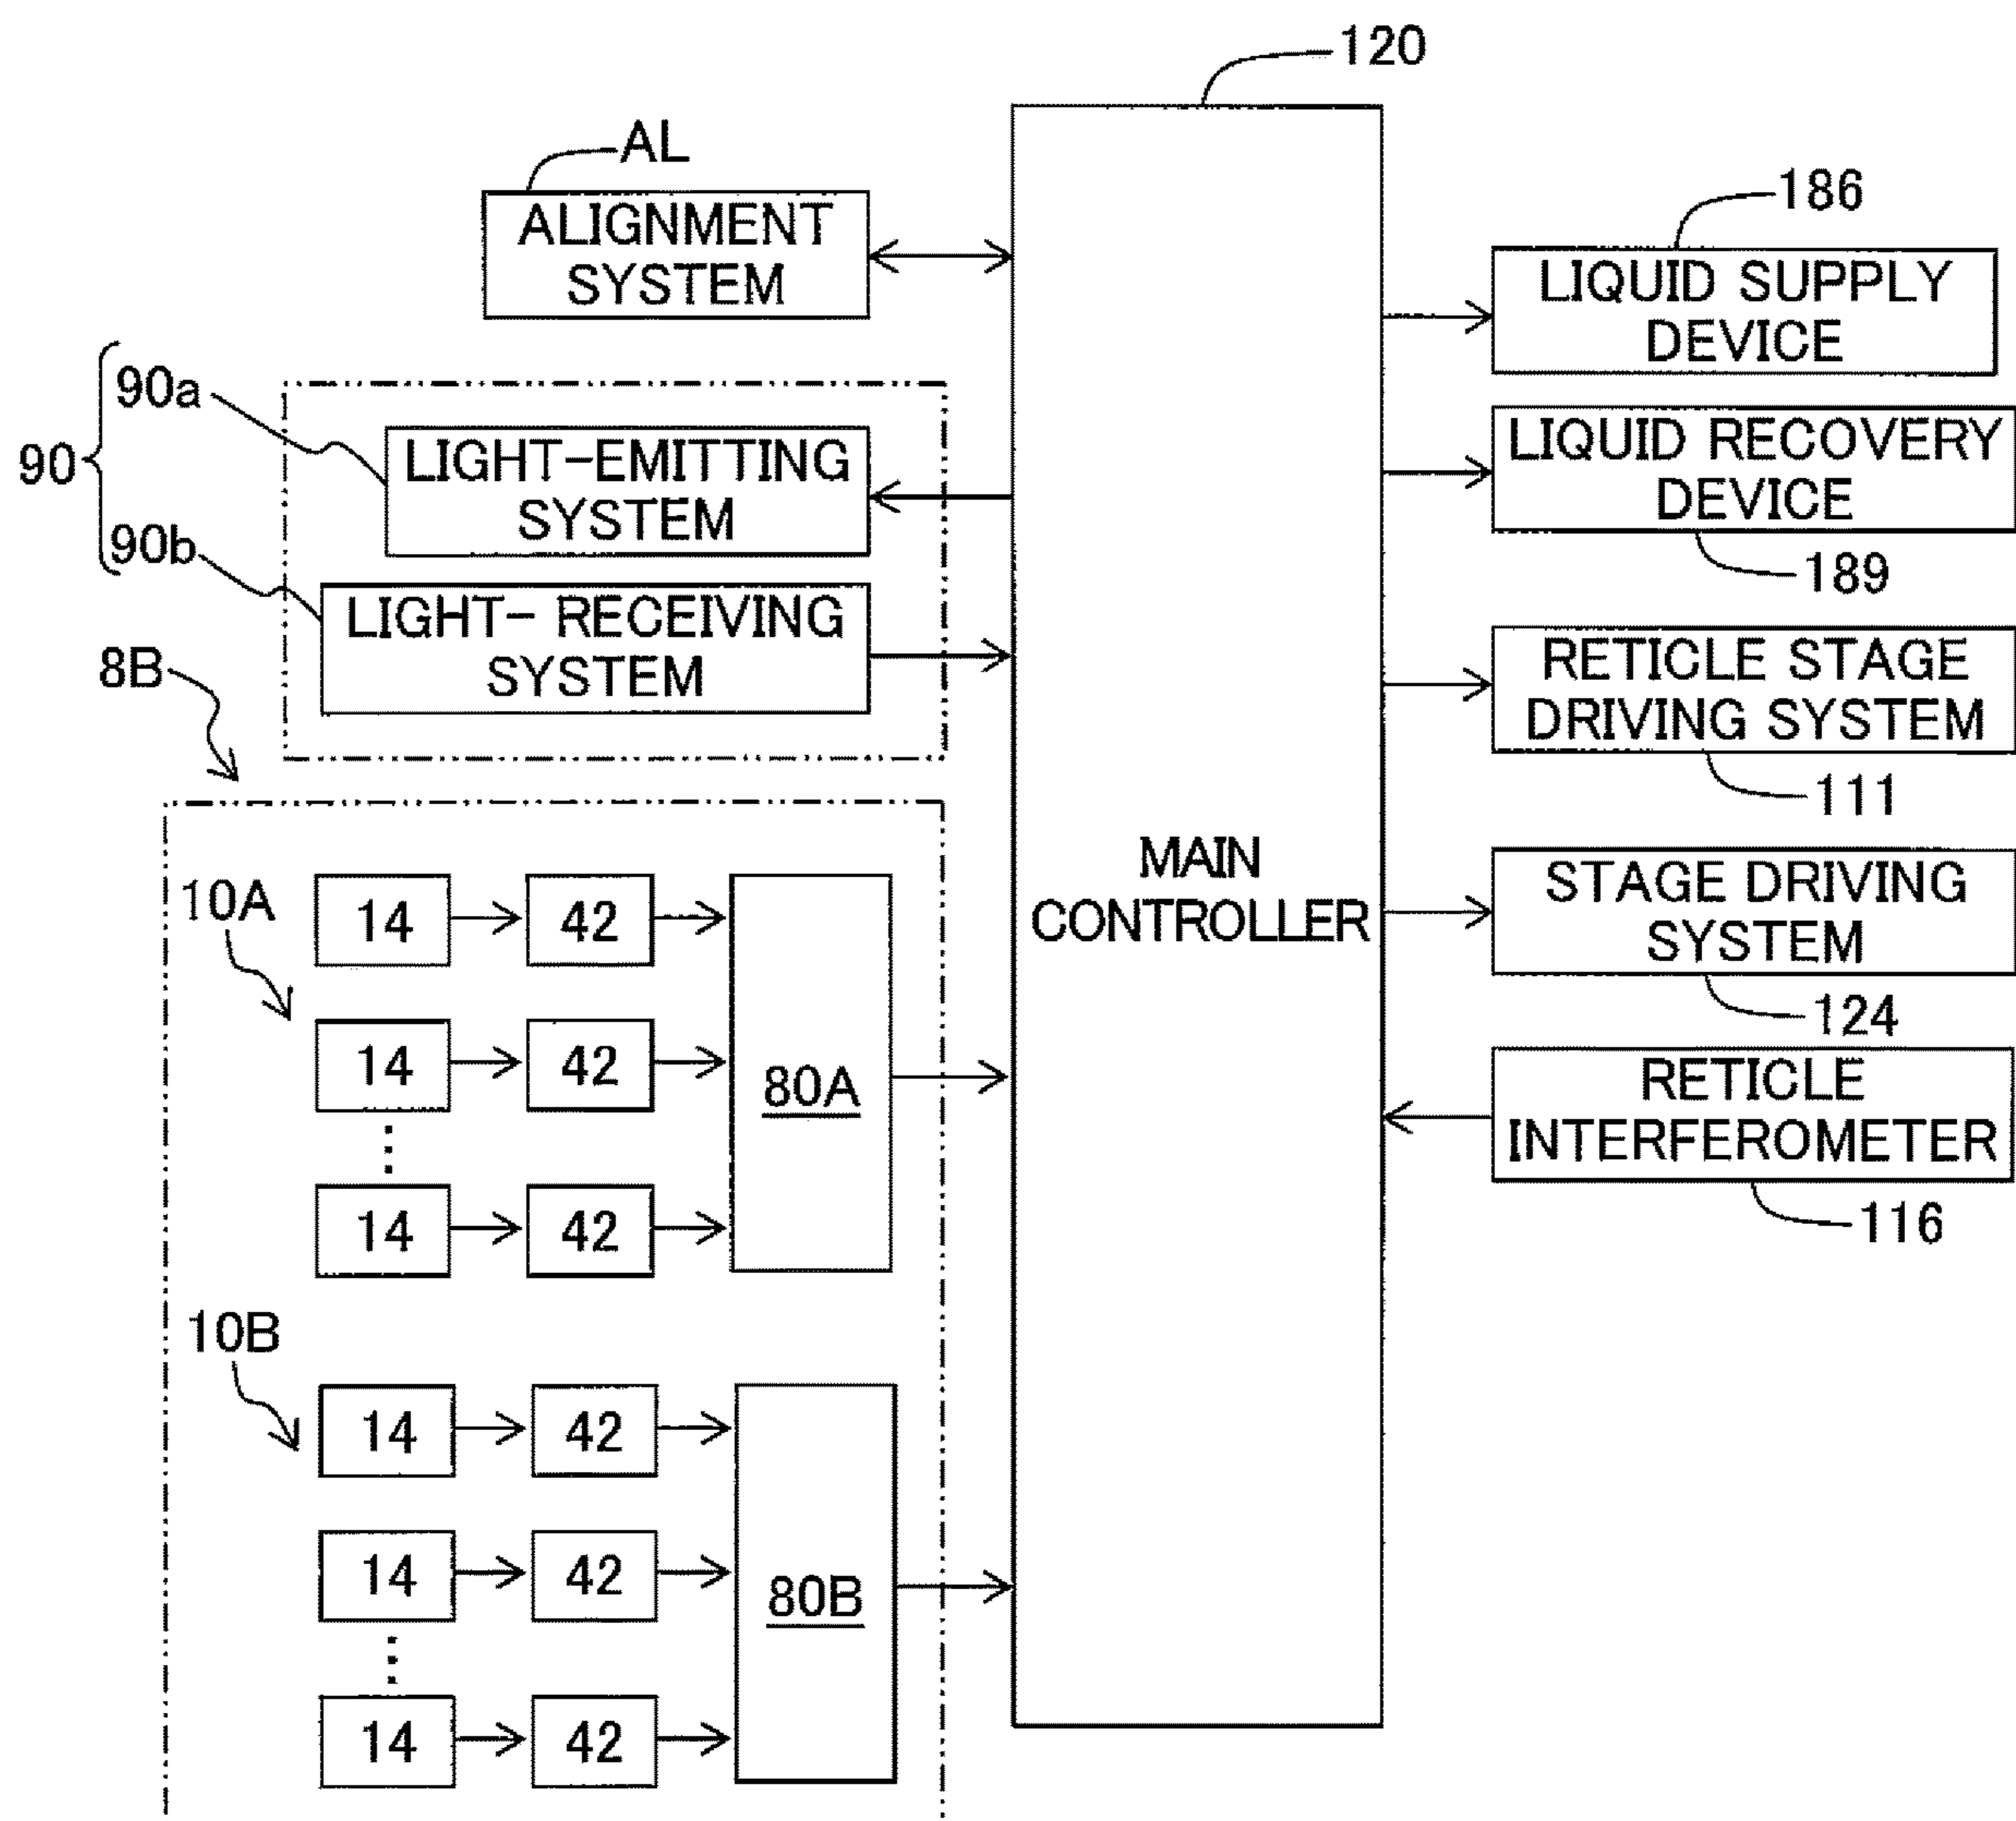 120
AL
ALIGNMENT
SYSTEM
186
LIQUID SUPPLY
DEVICE
90
90a
LIGHT-EMITTING
SYSTEM
LIQUID RECOVERY
DEVICE
189
90b
LIGHT- RECEIVING
SYSTEM
8B
RETICLE STAGE
DRIVING SYSTEM
111
MAIN
CONTROLLER
STAGE DRIVING
SYSTEM
124
10A
14
42
14
42
80A
14
42
RETICLE
INTERFEROMETER
116
10B
14
42
14
42
80B
14
42